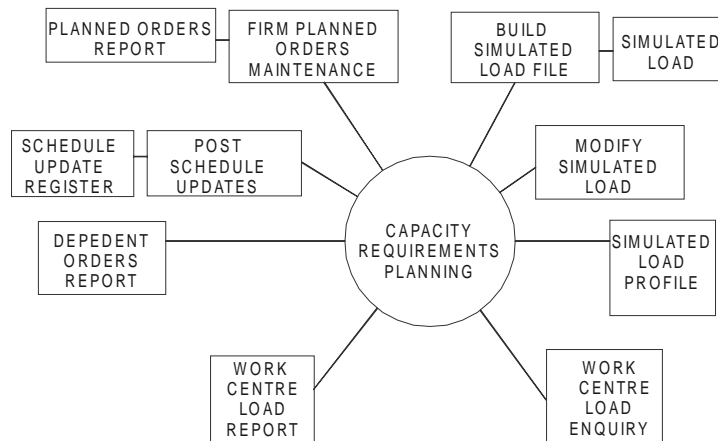 PLANNED ORDERS
REPORT
FIRM PLANNED
ORDERS
MAINTENANCE
BUILD
SIMULATED
LOAD FILE
SIMULATED
LOAD
SCHEDULE
UPDATE
REGISTER
POST
SCHEDULE
UPDATES
MODIFY
SIMULATED
LOAD
CAPACITY
REQUIREMENTS
PLANNING
DEPEDENT
ORDERS
REPORT
SIMULATED
LOAD
PROFILE
WORK
CENTRE
LOAD
REPORT
WORK
CENTRE
LOAD
ENQUIRY